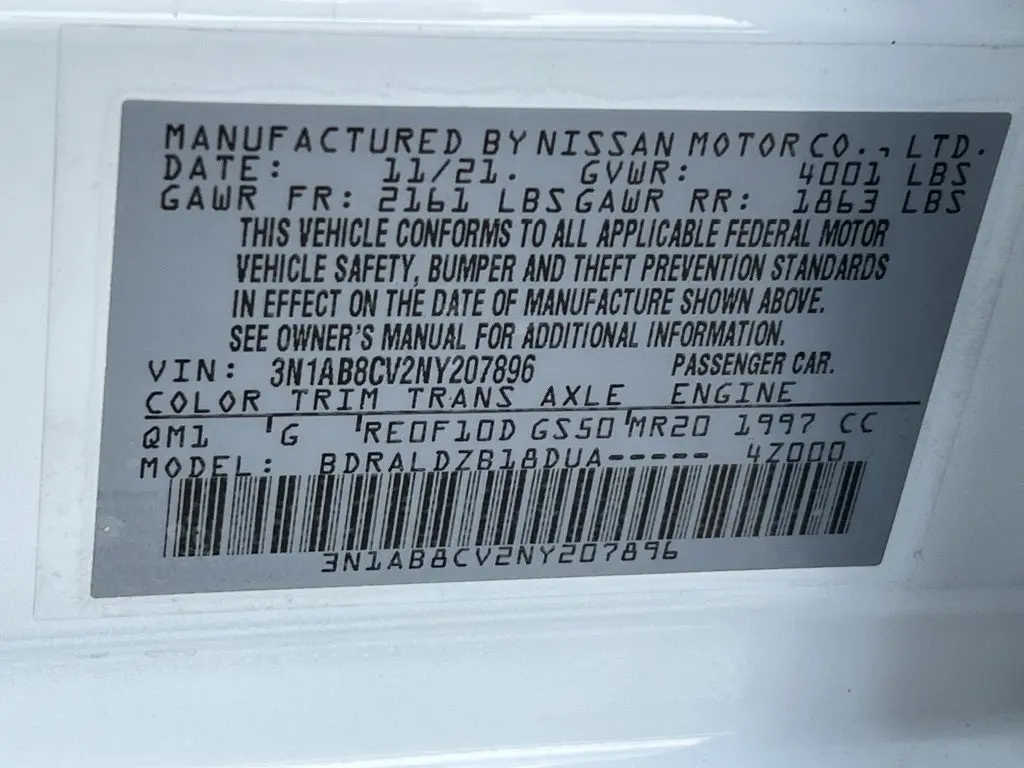 MANUFACTURED BY NISSAN MOTOR CO., LTD.
DATE: 11/21. GVWR: 4001 LBS
GAWR FR: 2161 LBS GAWR RR: 1863 LBS
THIS VEHICLE CONFORMS TO ALL APPLICABLE FEDERAL MOTOR
VEHICLE SAFETY, BUMPER AND THEFT PREVENTION STANDARDS
IN EFFECT ON THE DATE OF MANUFACTURE SHOWN ABOVE.
SEE OWNER'S MANUAL FOR ADDITIONAL INFORMATION.
VIN: 3N1AB8CV2NY207896 PASSENGER CAR.
COLOR TRIM TRANS AXLE ENGINE
QM1 'G 'RE0F10D GS50 'MR20 1997 CC
MODEL: BDRALDZB18DUA----- 4Z000
3N1AB8CV2NY207896